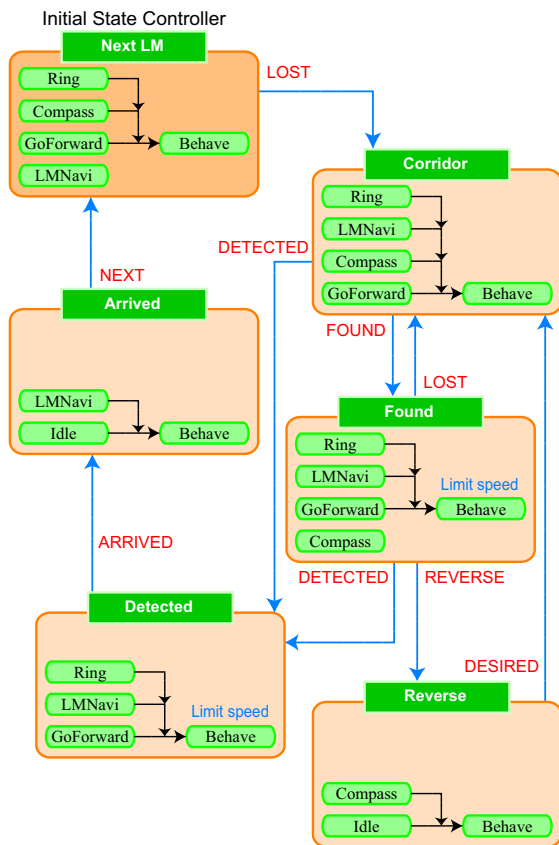 Initial State Controller
Next LM
Ring
Compass
GoForward
Behave
LMNavi
LOST
Corridor
Ring
LMNavi
Compass
GoForward
Behave
DETECTED
NEXT
Arrived
LMNavi
Idle
Behave
FOUND
LOST
Found
Ring
LMNavi
Limit speed
GoForward
Behave
Compass
ARRIVED
DETECTED
REVERSE
Detected
Ring
LMNavi
Limit speed
GoForward
Behave
DESIRED
Reverse
Compass
Idle
Behave